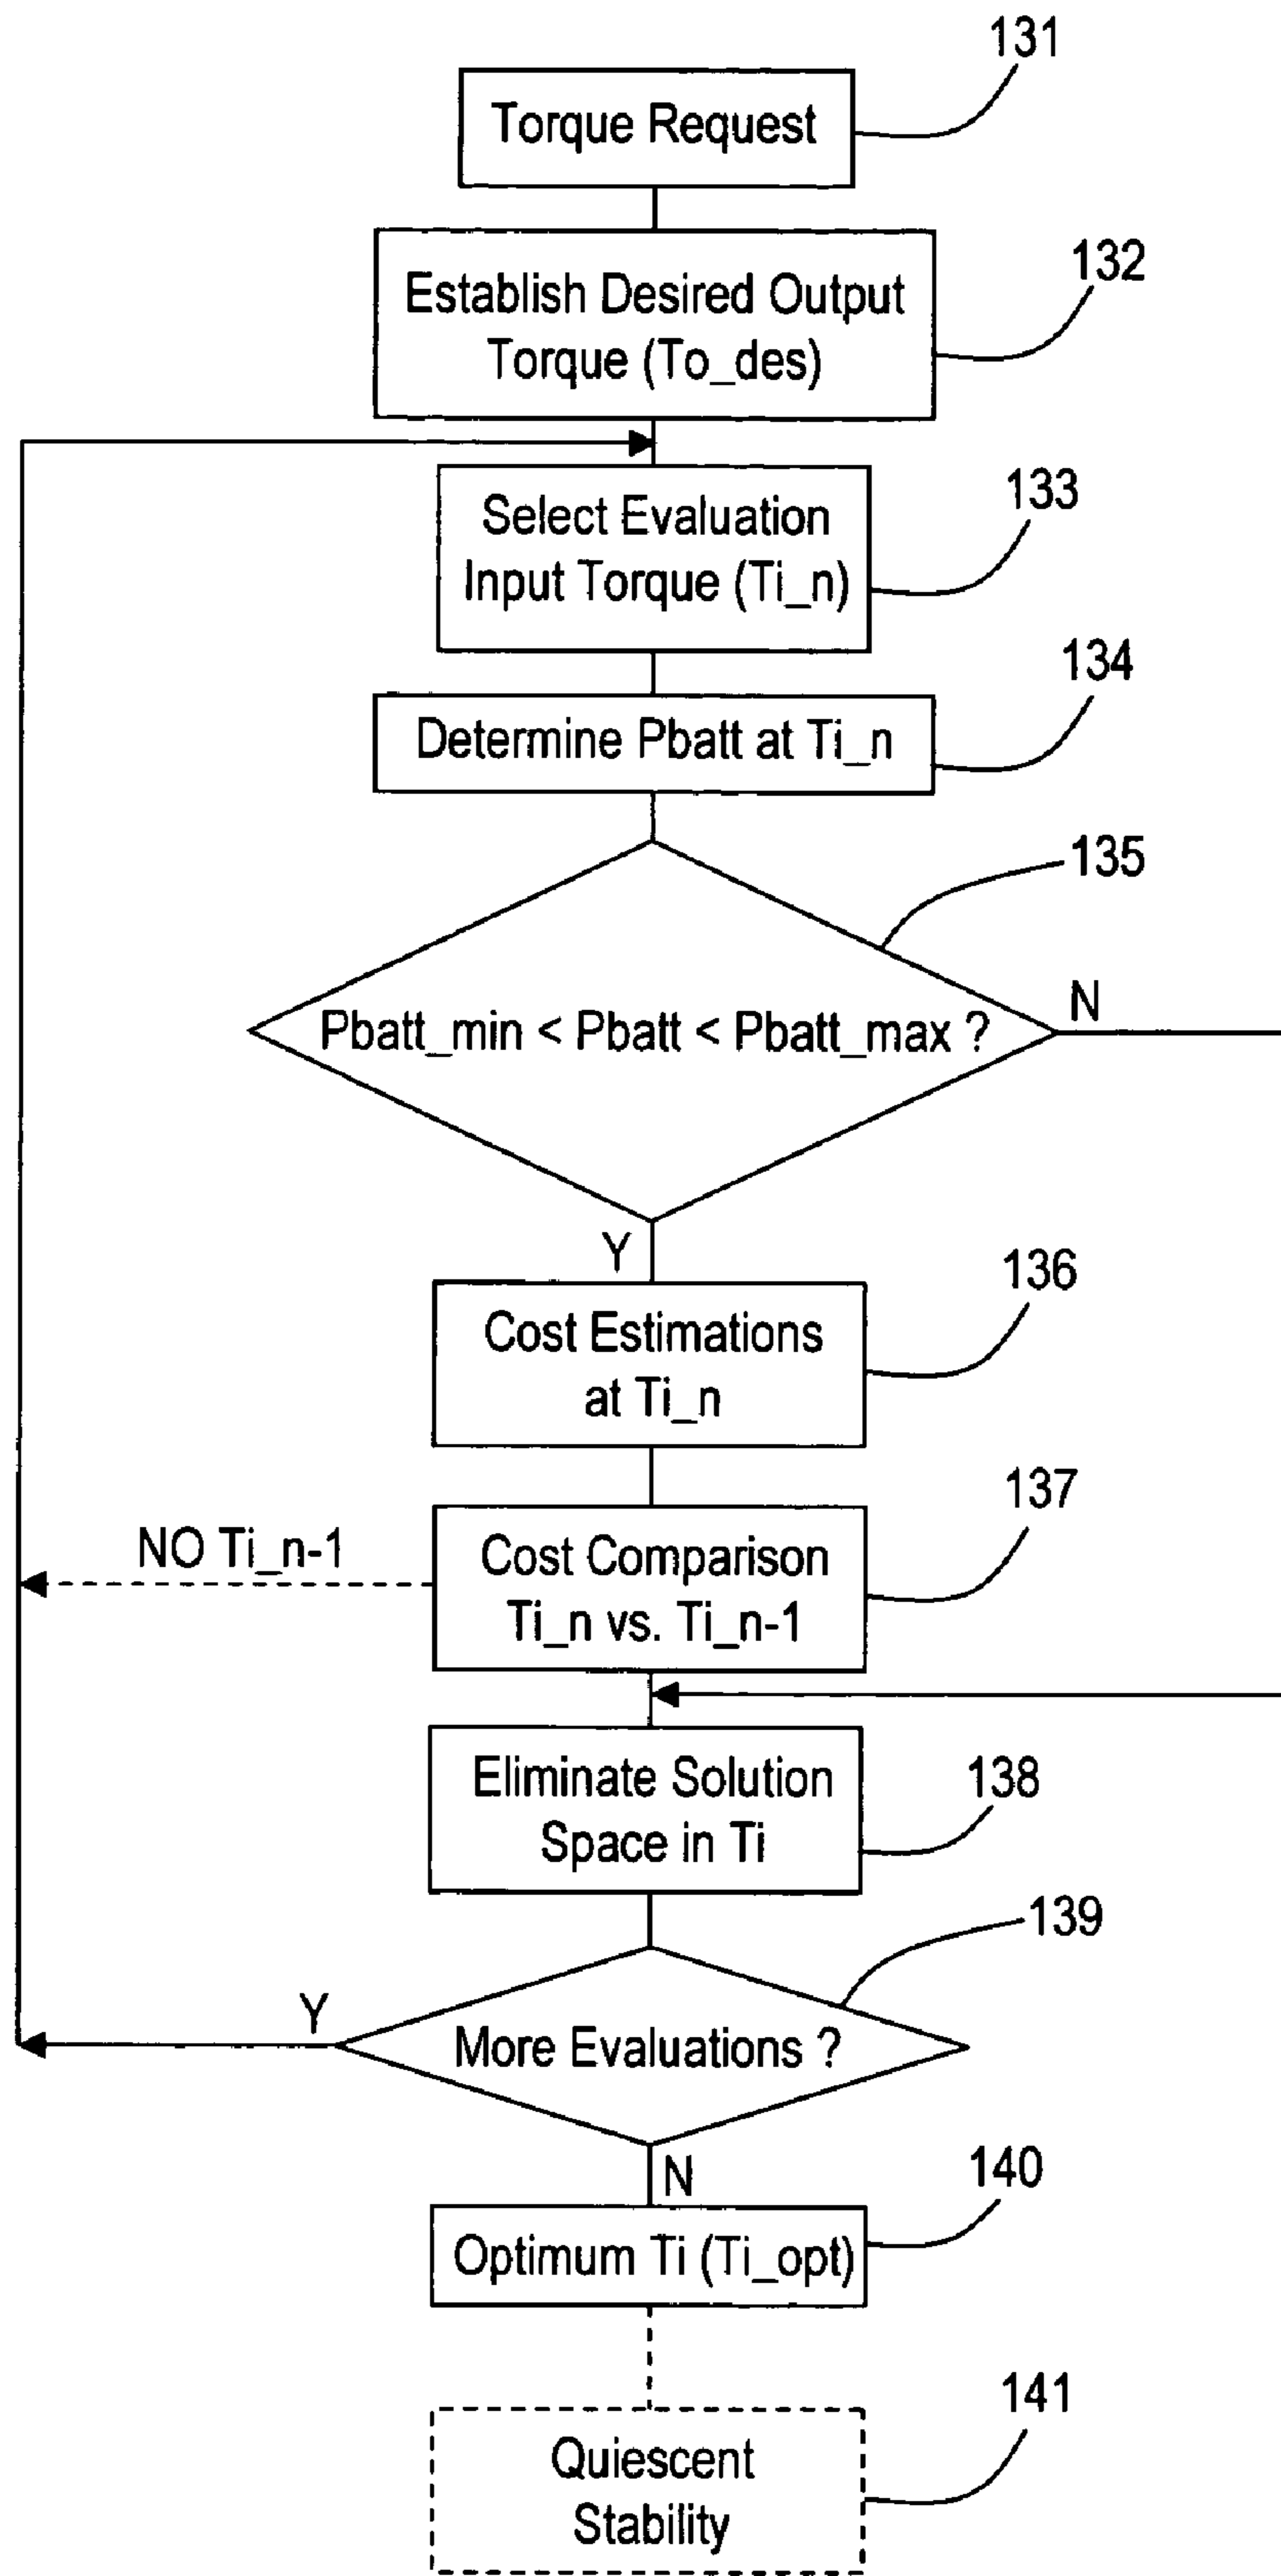 131
Torque Request
132
Establish Desired Output
Torque (To_des)
133
Select Evaluation
Input Torque (Ti_n)
134
Determine Pbatt at Ti_n
135
Pbatt_min < Pbatt < Pbatt_max ?
N
Y
136
Cost Estimations
at Ti_n
137
NO Ti_n-1
Cost Comparison
Ti_n vs. Ti_n-1
138
Eliminate Solution
Space in Ti
139
Y
More Evaluations ?
N
140
Optimum Ti (Ti_opt)
141
Quiescent
Stability